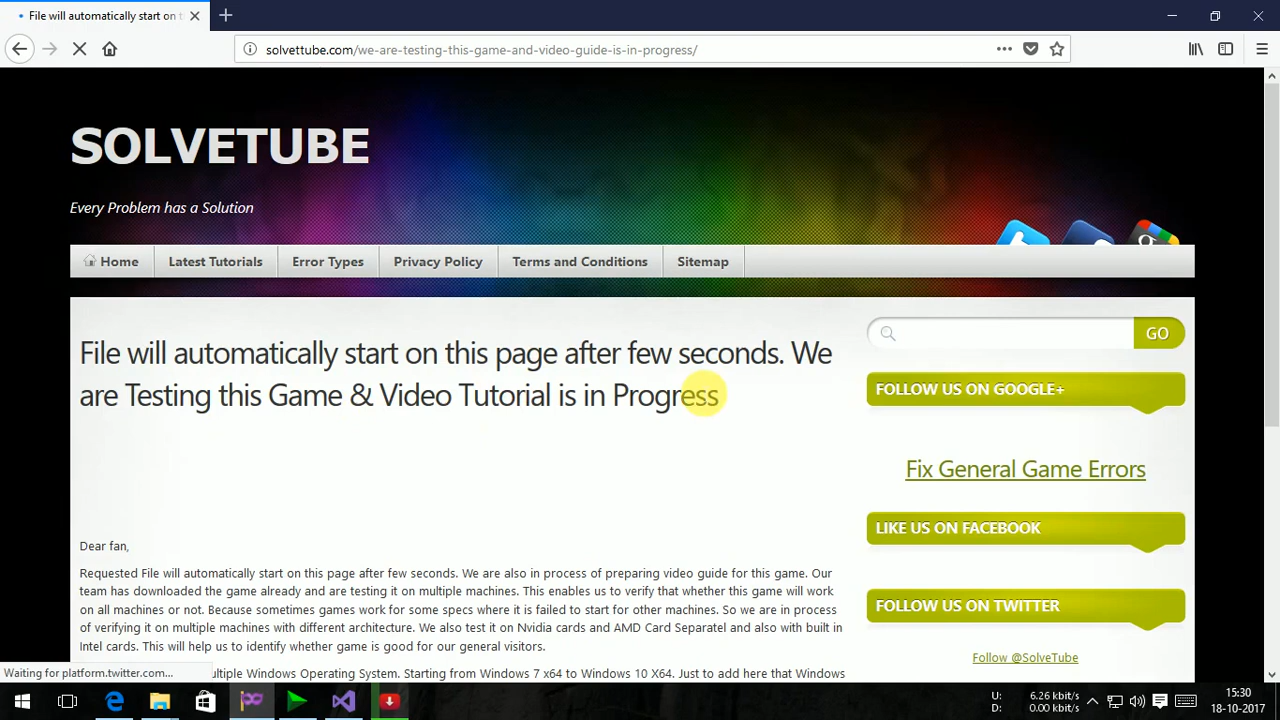 File will automatically start on t
solvettube.com/we-are-testing-this-game-and-video-guide-is-in-progress/
SOLVETUBE
Every Problem has a Solution
Home Latest Tutorials Error Types Privacy Policy Terms and Conditions Sitemap
File will automatically start on this page after few seconds. We
are Testing this Game & Video Tutorial is in Progress
GO
FOLLOW US ON GOOGLE+
Fix General Game Errors
LIKE US ON FACEBOOK
Dear fan,
Requested File will automatically start on this page after few seconds. We are also in process of preparing video guide for this game. Our
team has downloaded the game already and are testing it on multiple machines. This enables us to verify that whether this game will work
on all machines or not. Because sometimes games work for some specs where it is failed to start for other machines. So we are in process
of verifying it on multiple machines with different architecture. We also test it on Nvidia cards and AMD Card Separatel and also with built in
Intel cards. This will help us to identify whether game is good for our general visitors.
FOLLOW US ON TWITTER
Follow @SolveTube
Waiting for platform.twitter.com...
ultiple Windows Operating System. Starting from Windows 7 x64 to Windows 10 X64. Just to add here that Windows
U: 6.26 kbit/s
D: 0.00 kbit/s
15:30
18-10-2017